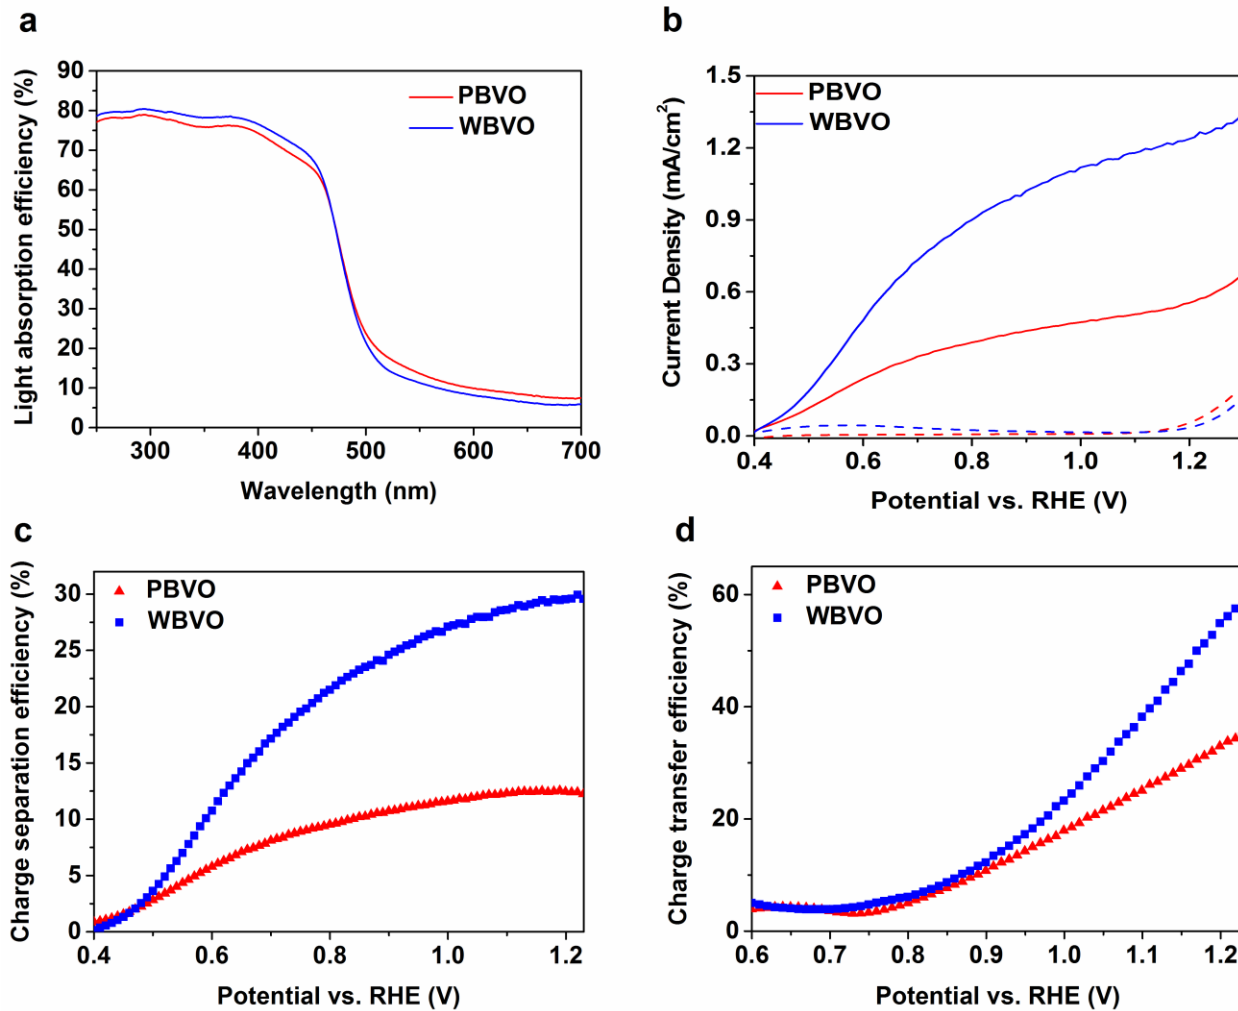 a
90
80
70
60
50
40
30
20
10
0
300
400
500
600
700
Light absorption efficiency (%)
Wavelength (nm)
PBVO
WBVO
b
1.5
1.2
0.9
0.6
0.3
0.0
0.4
0.6
0.8
1.0
1.2
Current Density (mA/cm²)
Potential vs. RHE (V)
PBVO
WBVO
c
30
25
20
15
10
5
0
0.4
0.6
0.8
1.0
1.2
Charge separation efficiency (%)
Potential vs. RHE (V)
PBVO
WBVO
d
60
40
20
0
0.6
0.7
0.8
0.9
1.0
1.1
1.2
Charge transfer efficiency (%)
Potential vs. RHE (V)
PBVO
WBVO